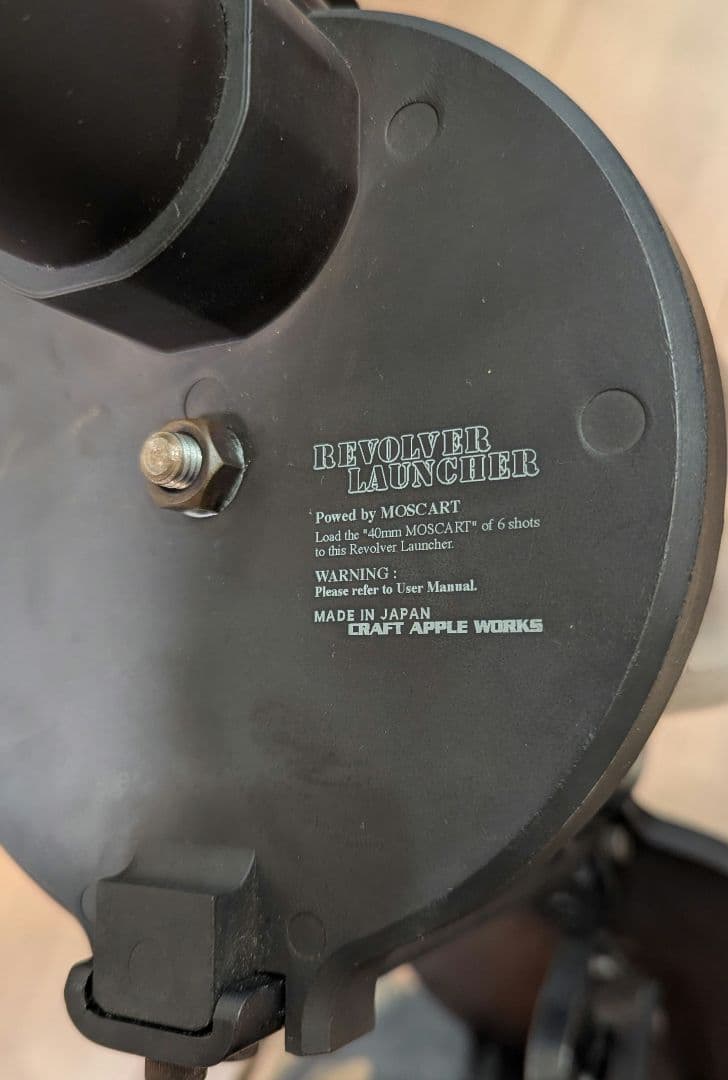 REVOLVER
LAUNCHER
Powed by MOSCART
Load the "40mm MOSCART" of 6 shots
to this Revolver Launcher.
WARNING :
Please refer to User Manual.
MADE IN JAPAN
CRAFT APPLE WORKS